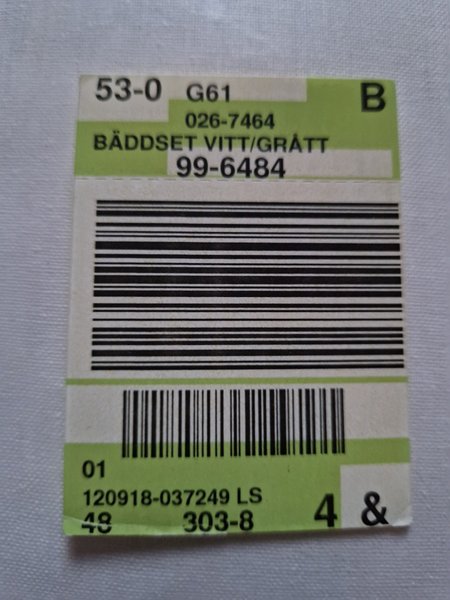 53-0 G61 B
026-7464
BÄDDSET VITT/GRÅTT
99-6484
01
120918-037249 LS
48 303-8 4 &